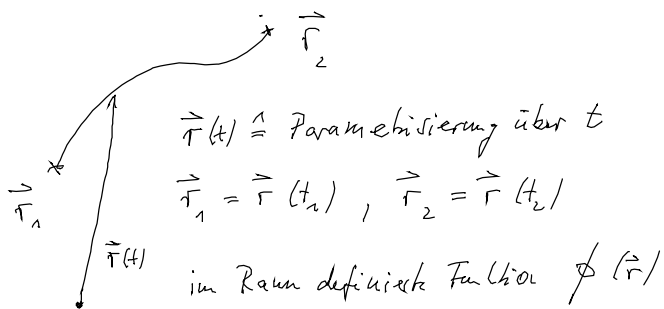 r⃗₂
r⃗(t) ≙ Parametrisierung über t
r⃗₁
r⃗₁ = r⃗(t₁) , r⃗₂ = r⃗(t₂)
r⃗(t)
im Raum definierte Funktion ϕ(r⃗)